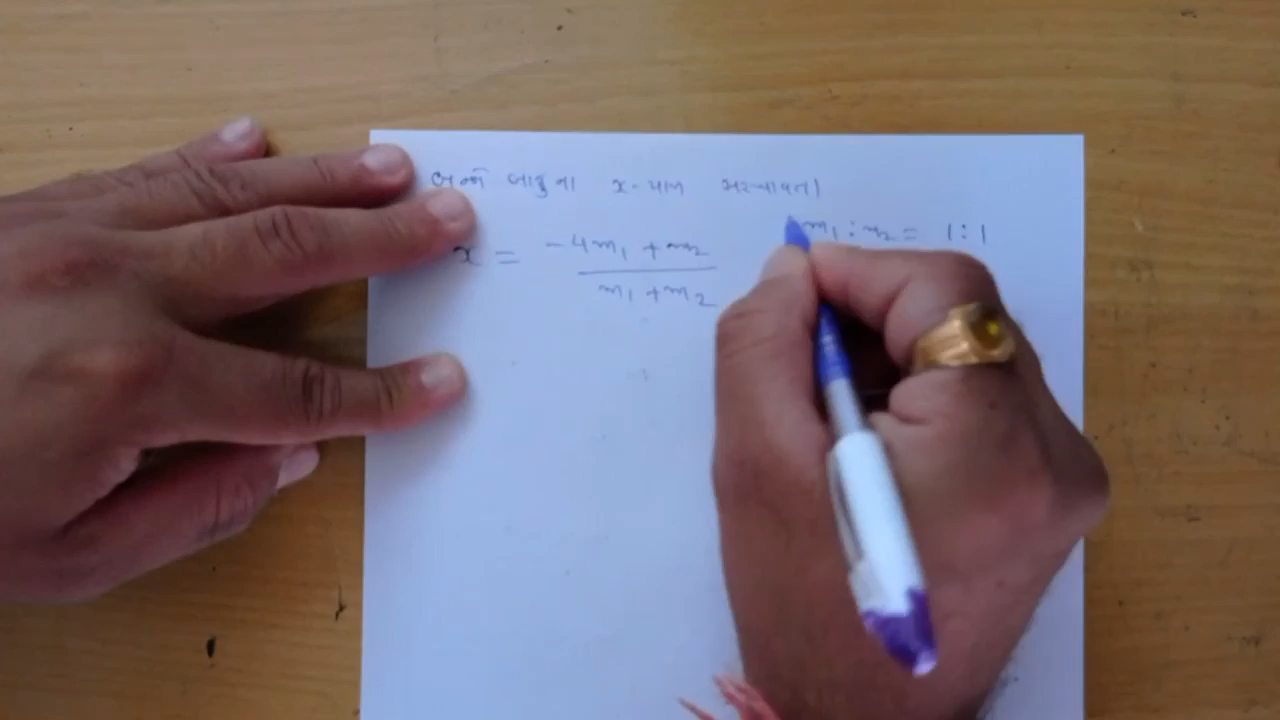 બન્ને બાજુના x-યામ સરખાવતા
m₁ : m₂ = 1 : 1
x = -4m₁ + m₂ / m₁ + m₂